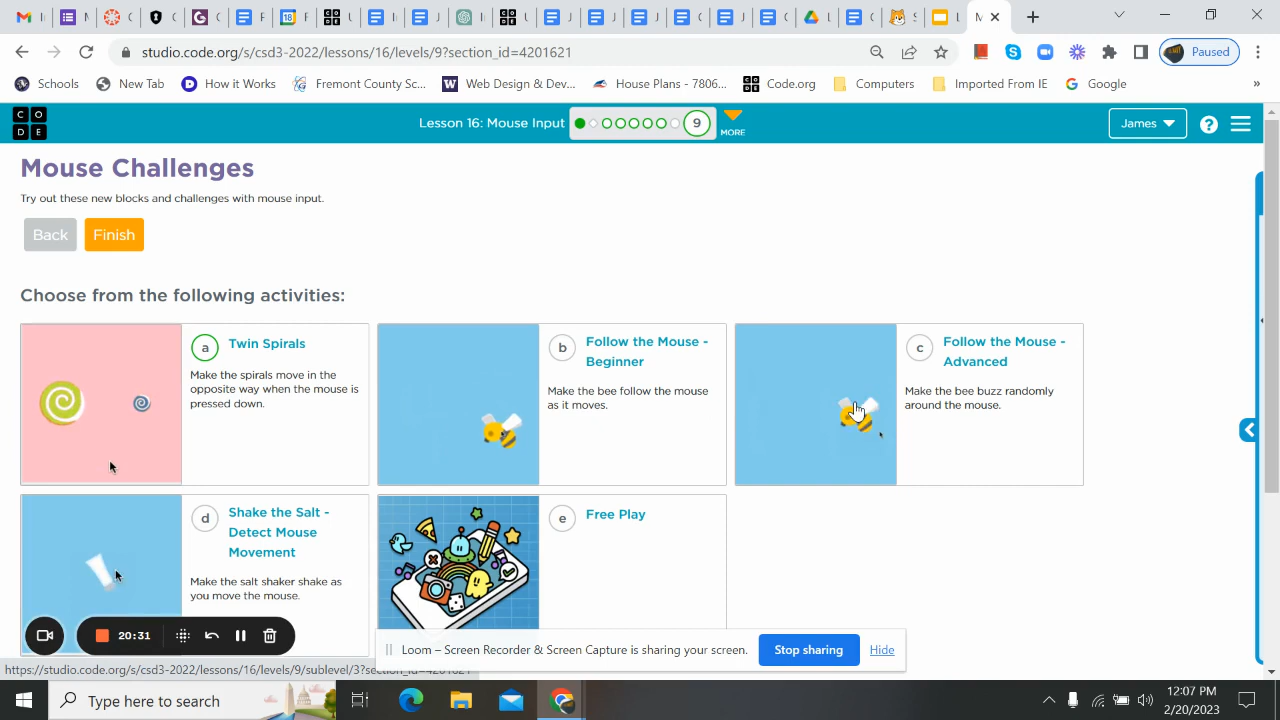 studio.code.org/s/csd3-2022/lessons/16/levels/9?section_id=4201621
Paused
Schools
New Tab
How it Works
Fremont County Sc...
Web Design & Dev...
House Plans - 7806...
Code.org
Computers
Imported From IE
Google
»
C O
D E
Lesson 16: Mouse Input
9
MORE
James
?
Mouse Challenges
Try out these new blocks and challenges with mouse input.
Back
Finish
Choose from the following activities:
a
Twin Spirals
Make the spirals move in the
opposite way when the mouse is
pressed down.
b
Follow the Mouse -
Beginner
Make the bee follow the mouse
as it moves.
c
Follow the Mouse -
Advanced
Make the bee buzz randomly
around the mouse.
d
Shake the Salt -
Detect Mouse
Movement
Make the salt shaker shake as
you move the mouse.
e
Free Play
20:31
Loom – Screen Recorder & Screen Capture is sharing your screen.
Stop sharing
Hide
https://studio.code.org/s/csd3-2022/lessons/16/levels/9/sublevel/3?section_id=4201621
Type here to search
12:07 PM
2/20/2023